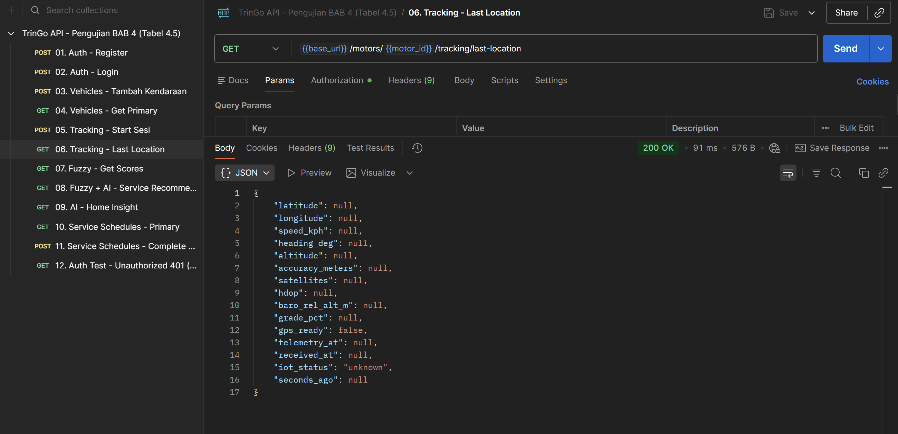 Search collections
HTTP TrinGo API - Pengujian BAB 4 (Tabel 4.5) / 06. Tracking - Last Location
Save
Share
TrinGo API - Pengujian BAB 4 (Tabel 4.5)
POST 01. Auth - Register
POST 02. Auth - Login
POST 03. Vehicles - Tambah Kendaraan
GET 04. Vehicles - Get Primary
POST 05. Tracking - Start Sesi
GET 06. Tracking - Last Location
GET 07. Fuzzy - Get Scores
GET 08. Fuzzy + AI - Service Recomme...
GET 09. AI - Home Insight
GET 10. Service Schedules - Primary
POST 11. Service Schedules - Complete ...
GET 12. Auth Test - Unauthorized 401 (...
GET {{base_url}} /motors/ {{motor_id}} /tracking/last-location
Send
Docs Params Authorization Headers (9) Body Scripts Settings
Cookies
Query Params
Key Value Description Bulk Edit
Body Cookies Headers (9) Test Results
200 OK • 91 ms • 576 B
Save Response
{} JSON Preview Visualize
1 {
2 "latitude": null,
3 "longitude": null,
4 "speed_kph": null,
5 "heading_deg": null,
6 "altitude": null,
7 "accuracy_meters": null,
8 "satellites": null,
9 "hdop": null,
10 "baro_rel_alt_m": null,
11 "grade_pct": null,
12 "gps_ready": false,
13 "telemetry_at": null,
14 "received_at": null,
15 "iot_status": "unknown",
16 "seconds_ago": null
17 }